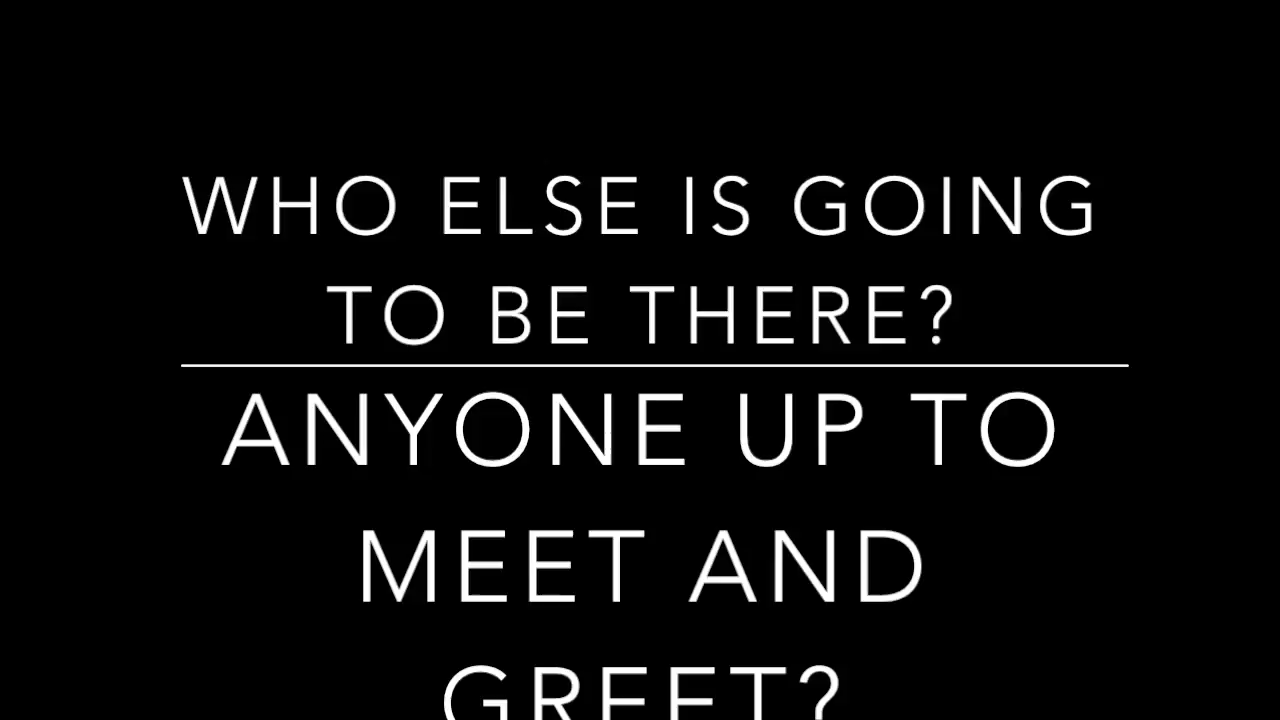 WHO ELSE IS GOING
TO BE THERE?
ANYONE UP TO
MEET AND
GREET?